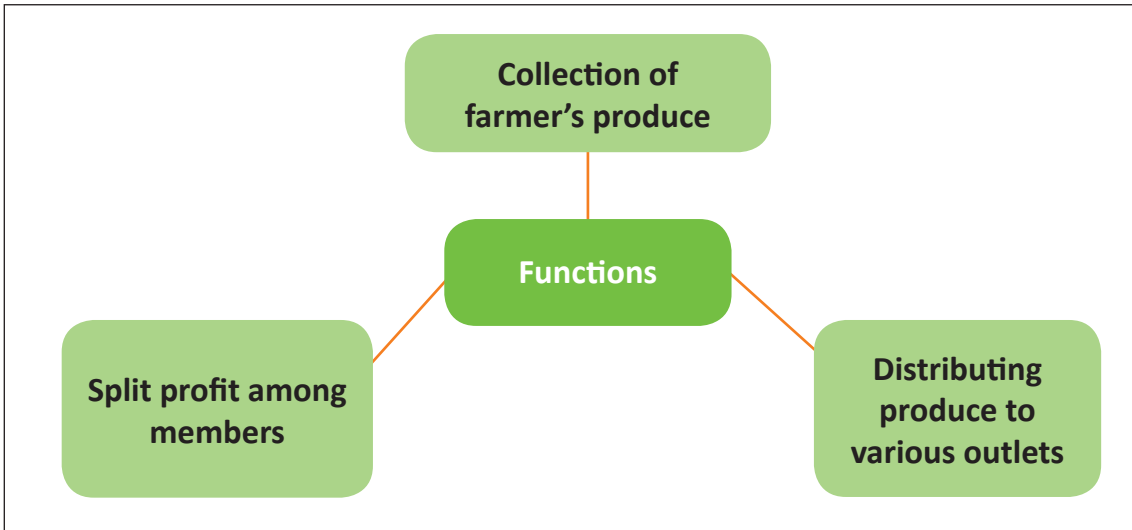 Collection of
farmer’s produce
Functions
Split profit among
members
Distributing
produce to
various outlets